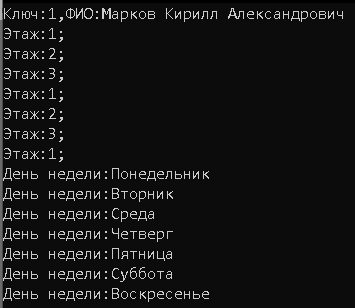 Ключ:1,ФИО:Марков Кирилл Александрович
Этаж:1;
Этаж:2;
Этаж:3;
Этаж:1;
Этаж:2;
Этаж:3;
Этаж:1;
День недели:Понедельник
День недели:Вторник
День недели:Среда
День недели:Четверг
День недели:Пятница
День недели:Суббота
День недели:Воскресенье